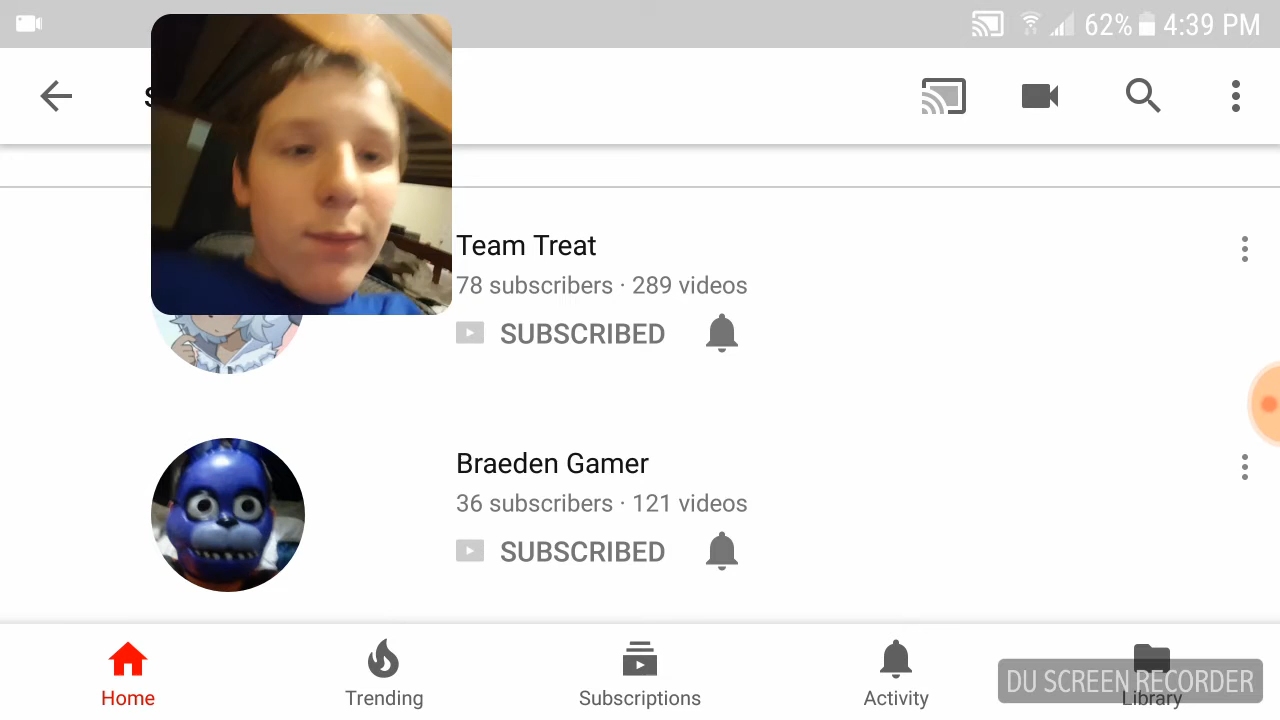 62% 4:39 PM
Team Treat
78 subscribers · 289 videos
SUBSCRIBED
Braeden Gamer
36 subscribers · 121 videos
SUBSCRIBED
Home Trending Subscriptions Activity Library
DU SCREEN RECORDER